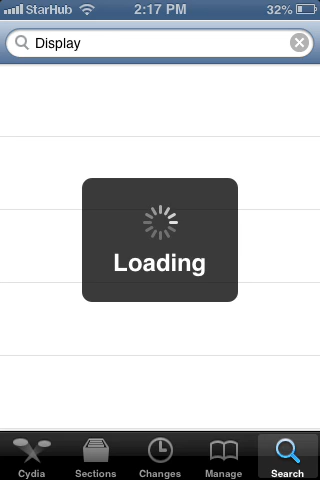 StarHub 2:17 PM 32%
Display
Loading
Cydia Sections Changes Manage Search